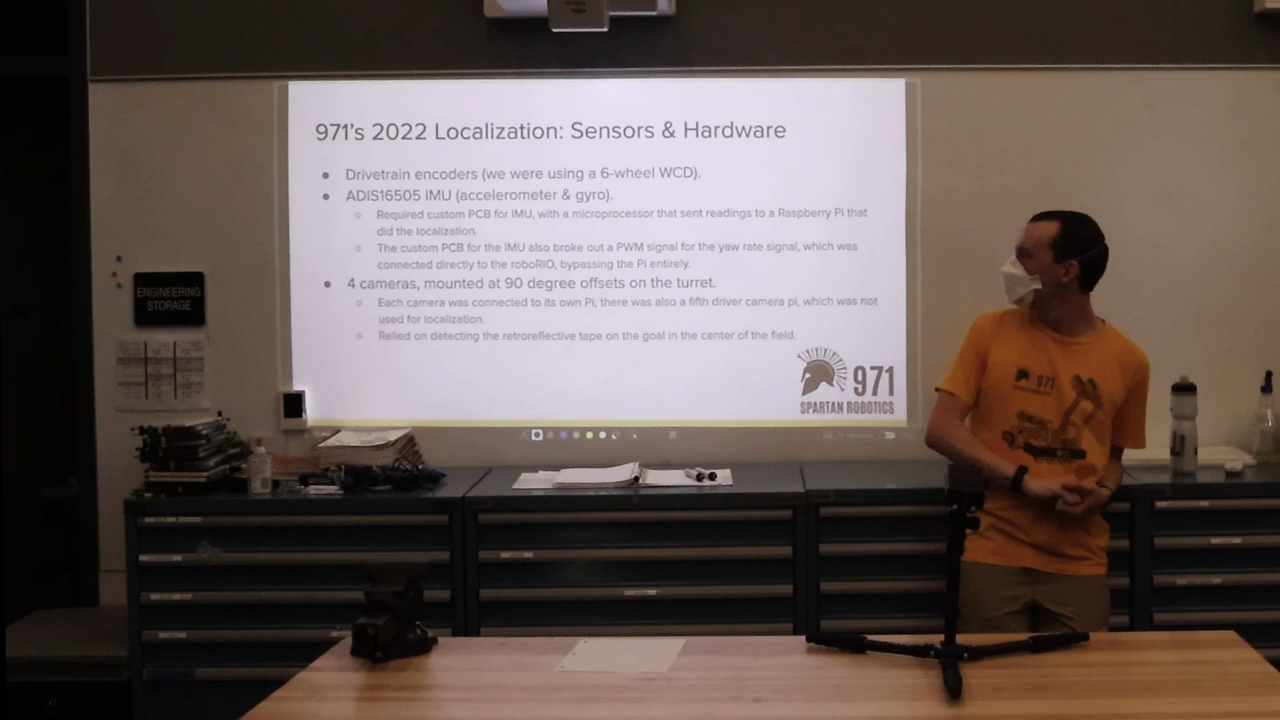 971's 2022 Localization: Sensors & Hardware
● Drivetrain encoders (we were using a 6-wheel WCD).
● ADIS16505 IMU (accelerometer & gyro).
○ Required custom PCB for IMU, with a microprocessor that sent readings to a Raspberry Pi that
did the localization.
○ The custom PCB for the IMU also broke out a PWM signal for the yaw rate signal, which was
connected directly to the roboRIO, bypassing the Pi entirely.
● 4 cameras, mounted at 90 degree offsets on the turret.
○ Each camera was connected to its own Pi; there was also a fifth driver camera pi, which was not
used for localization.
○ Relied on detecting the retroreflective tape on the goal in the center of the field.
971
SPARTAN ROBOTICS
ENGINEERING
STORAGE
971